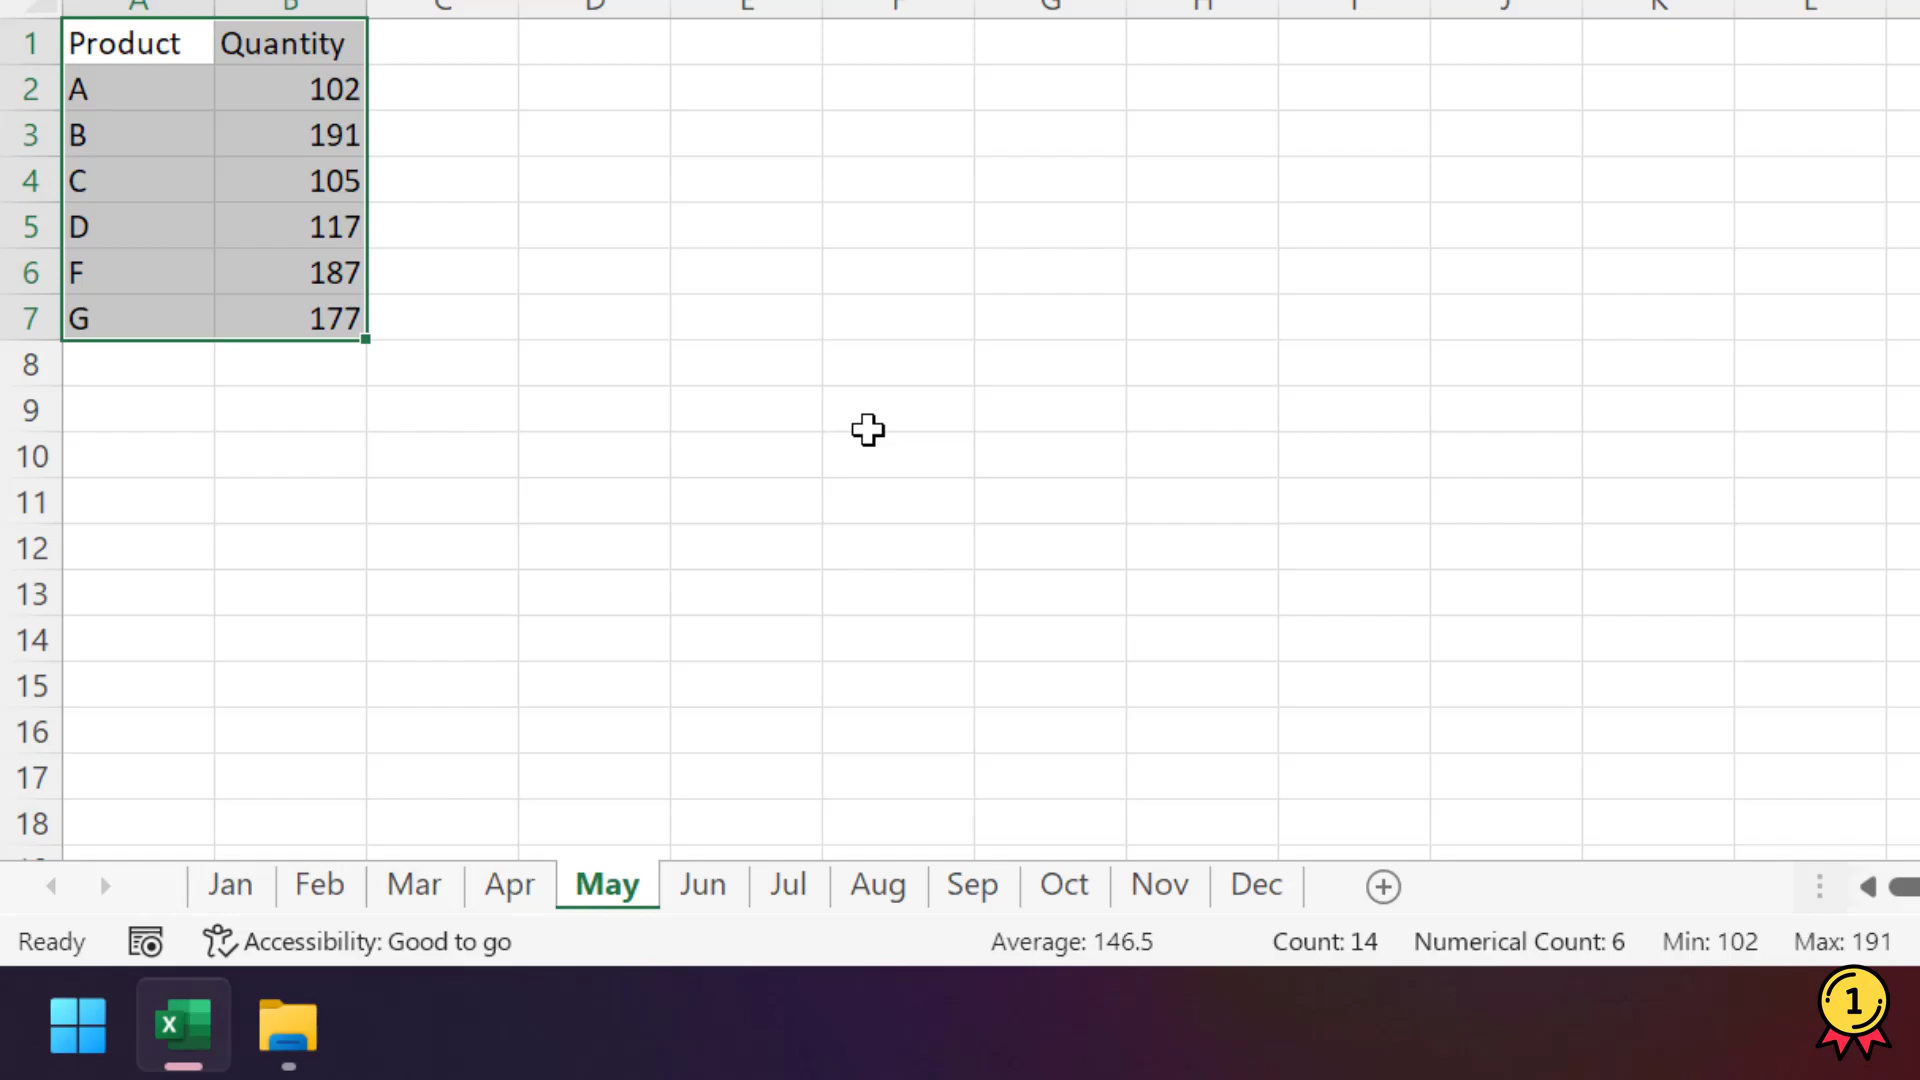 A B C D E F G H I J K L
1 Product Quantity
2 A 102
3 B 191
4 C 105
5 D 117
6 F 187
7 G 177
8
9
10
11
12
13
14
15
16
17
18
Jan Feb Mar Apr May Jun Jul Aug Sep Oct Nov Dec
Ready Accessibility: Good to go Average: 146.5 Count: 14 Numerical Count: 6 Min: 102 Max: 191
X
1